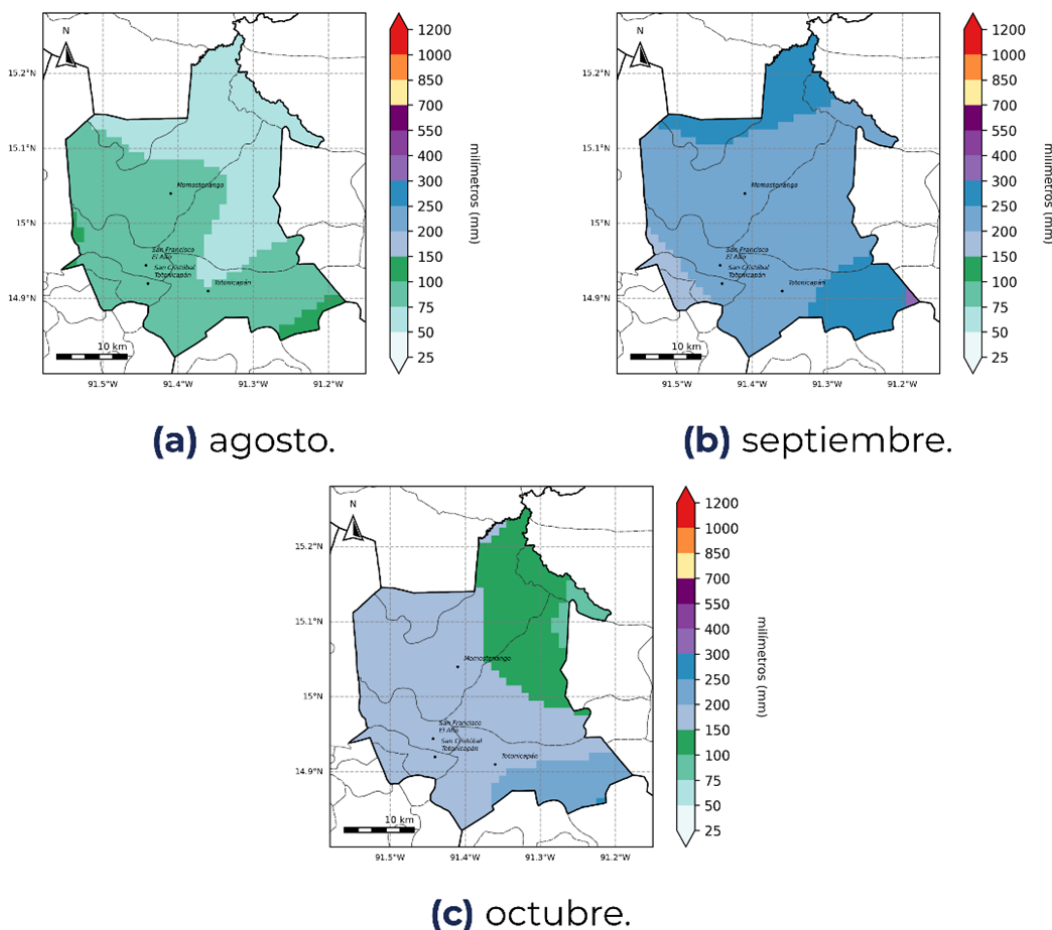 N
15.2°N
15.1°N
15°N
14.9°N
Momostenango
San Francisco
El Alto
San Cristóbal
Totonicapán
Totonicapán
10 km
91.5°W 91.4°W 91.3°W 91.2°W
1200
1000
850
700
550
400
300
250
200
150
100
75
50
25
milímetros (mm)
(a) agosto.
N
15.2°N
15.1°N
15°N
14.9°N
Momostenango
San Francisco
El Alto
San Cristóbal
Totonicapán
Totonicapán
10 km
91.5°W 91.4°W 91.3°W 91.2°W
1200
1000
850
700
550
400
300
250
200
150
100
75
50
25
milímetros (mm)
(b) septiembre.
N
15.2°N
15.1°N
15°N
14.9°N
Momostenango
San Francisco
El Alto
San Cristóbal
Totonicapán
Totonicapán
10 km
91.5°W 91.4°W 91.3°W 91.2°W
1200
1000
850
700
550
400
300
250
200
150
100
75
50
25
milímetros (mm)
(c) octubre.